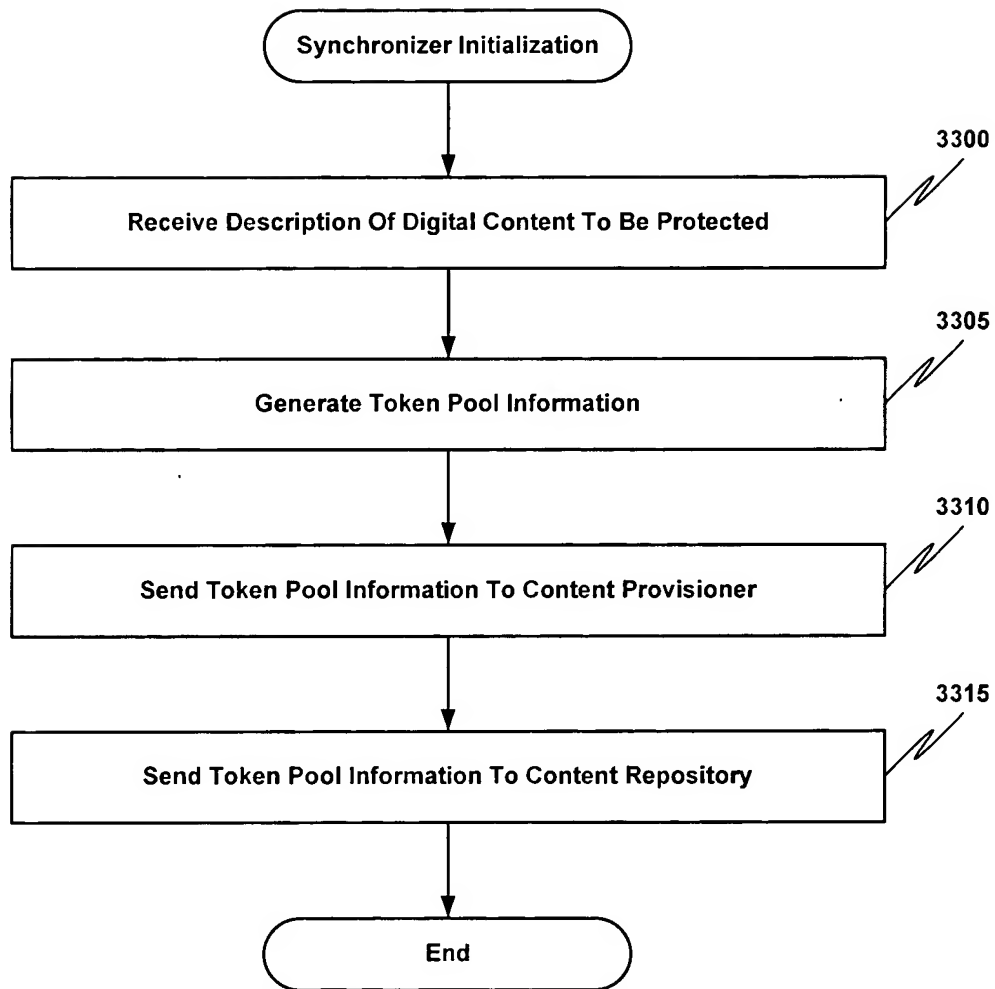 Synchronizer Initialization
3300
Receive Description Of Digital Content To Be Protected
3305
Generate Token Pool Information
3310
Send Token Pool Information To Content Provisioner
3315
Send Token Pool Information To Content Repository
End